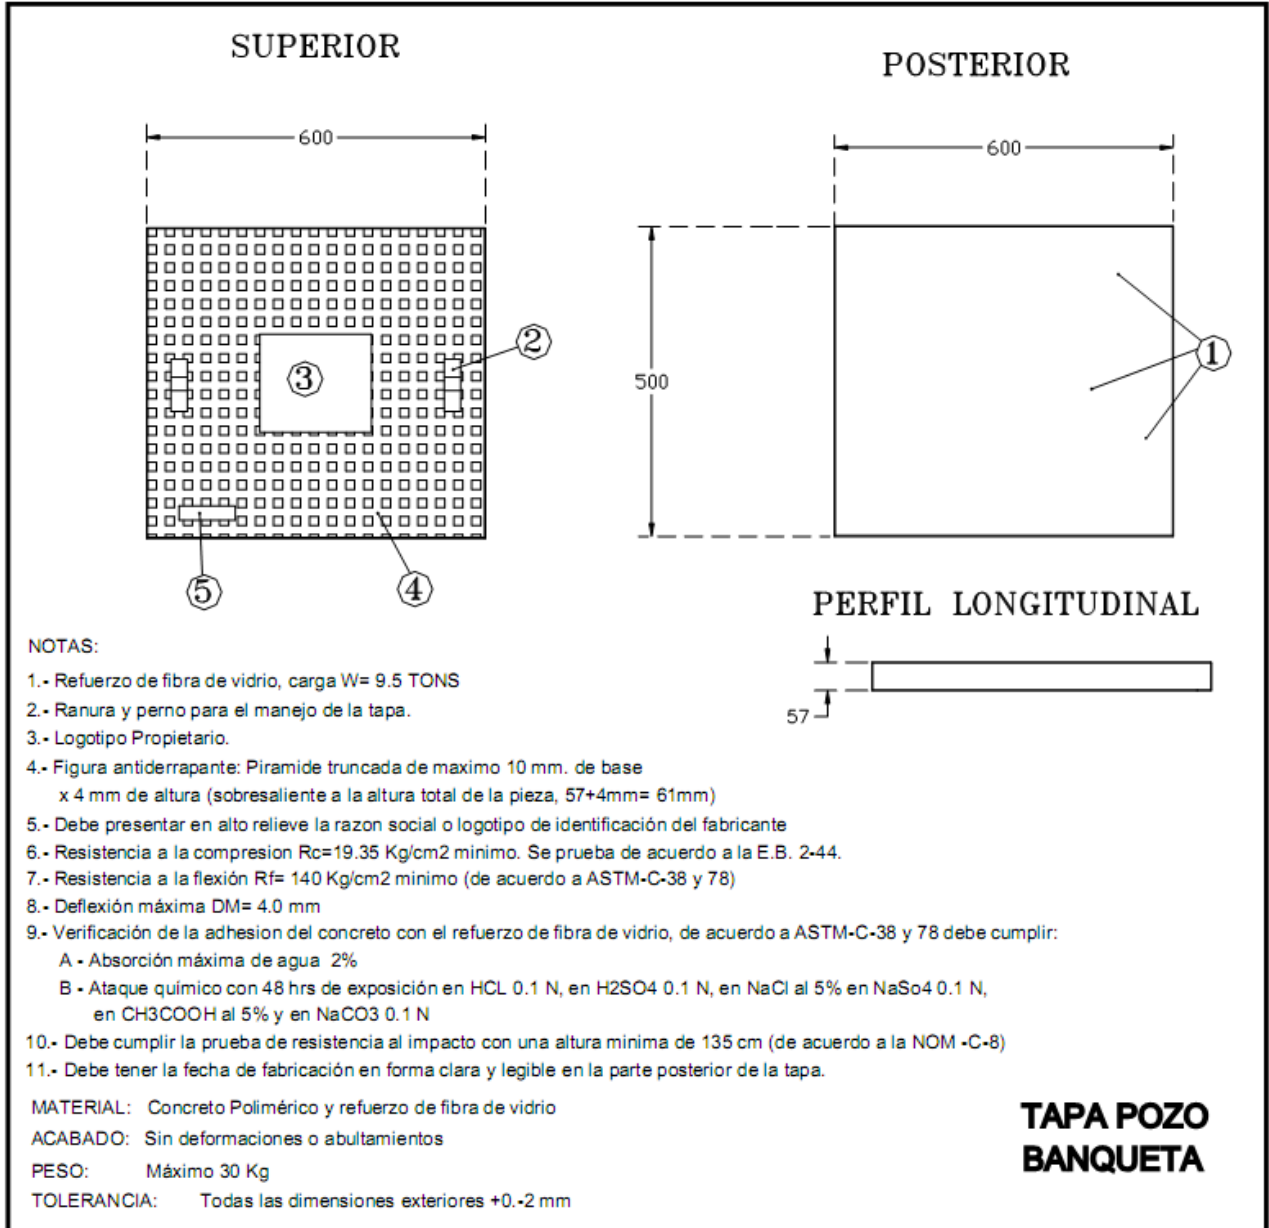 SUPERIOR
POSTERIOR
600
600
2
3
1
500
5
4
PERFIL LONGITUDINAL
57
NOTAS:
1.- Refuerzo de fibra de vidrio, carga W= 9.5 TONS
2.- Ranura y perno para el manejo de la tapa.
3.- Logotipo Propietario.
4.- Figura antiderrapante: Piramide truncada de maximo 10 mm. de base
x 4 mm de altura (sobresaliente a la altura total de la pieza, 57+4mm= 61mm)
5.- Debe presentar en alto relieve la razon social o logotipo de identificación del fabricante
6.- Resistencia a la compresion Rc=19.35 Kg/cm2 minimo. Se prueba de acuerdo a la E.B. 2-44.
7.- Resistencia a la flexión Rf= 140 Kg/cm2 minimo (de acuerdo a ASTM-C-38 y 78)
8.- Deflexión máxima DM= 4.0 mm
9.- Verificación de la adhesion del concreto con el refuerzo de fibra de vidrio, de acuerdo a ASTM-C-38 y 78 debe cumplir:
A - Absorción máxima de agua 2%
B - Ataque químico con 48 hrs de exposición en HCL 0.1 N, en H2SO4 0.1 N, en NaCl al 5% en NaSo4 0.1 N,
en CH3COOH al 5% y en NaCO3 0.1 N
10.- Debe cumplir la prueba de resistencia al impacto con una altura minima de 135 cm (de acuerdo a la NOM -C-8)
11.- Debe tener la fecha de fabricación en forma clara y legible en la parte posterior de la tapa.
MATERIAL: Concreto Polimérico y refuerzo de fibra de vidrio
ACABADO: Sin deformaciones o abultamientos
PESO: Máximo 30 Kg
TOLERANCIA: Todas las dimensiones exteriores +0.-2 mm
TAPA POZO
BANQUETA